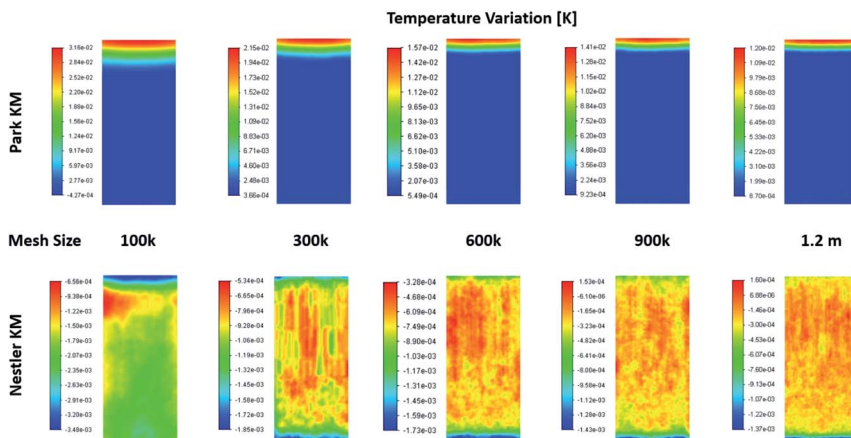 Temperature Variation [K]
Park KM
3.16e-02
2.84e-02
2.52e-02
2.20e-02
1.88e-02
1.56e-02
1.24e-02
9.17e-03
5.97e-03
2.77e-03
-4.27e-04
2.15e-02
1.94e-02
1.73e-02
1.52e-02
1.31e-02
1.09e-02
8.83e-03
6.71e-03
4.60e-03
2.48e-03
3.66e-04
1.57e-02
1.42e-02
1.27e-02
1.12e-02
9.65e-03
8.13e-03
6.62e-03
5.10e-03
3.58e-03
2.07e-03
5.49e-04
1.41e-02
1.28e-02
1.15e-02
1.02e-02
8.84e-03
7.52e-03
6.20e-03
4.88e-03
3.56e-03
2.24e-03
9.23e-04
1.20e-02
1.09e-02
9.79e-03
8.68e-03
7.56e-03
6.45e-03
5.33e-03
4.22e-03
3.10e-03
1.99e-03
8.70e-04
Mesh Size 100k 300k 600k 900k 1.2 m
Nestler KM
-6.56e-04
-9.38e-04
-1.22e-03
-1.50e-03
-1.79e-03
-2.07e-03
-2.35e-03
-2.63e-03
-2.91e-03
-3.20e-03
-3.48e-03
-5.34e-04
-6.65e-04
-7.97e-04
-9.28e-04
-1.06e-03
-1.19e-03
-1.32e-03
-1.45e-03
-1.59e-03
-1.72e-03
-1.85e-03
-3.28e-04
-4.68e-04
-6.09e-04
-7.49e-04
-8.90e-04
-1.03e-03
-1.17e-03
-1.31e-03
-1.45e-03
-1.59e-03
-1.73e-03
1.53e-04
-6.10e-06
-1.65e-04
-3.23e-04
-4.82e-04
-6.41e-04
-8.00e-04
-9.58e-04
-1.12e-03
-1.28e-03
-1.43e-03
1.60e-04
5.88e-06
-1.46e-04
-3.00e-04
-4.53e-04
-6.07e-04
-7.60e-04
-9.13e-04
-1.07e-03
-1.22e-03
-1.37e-03